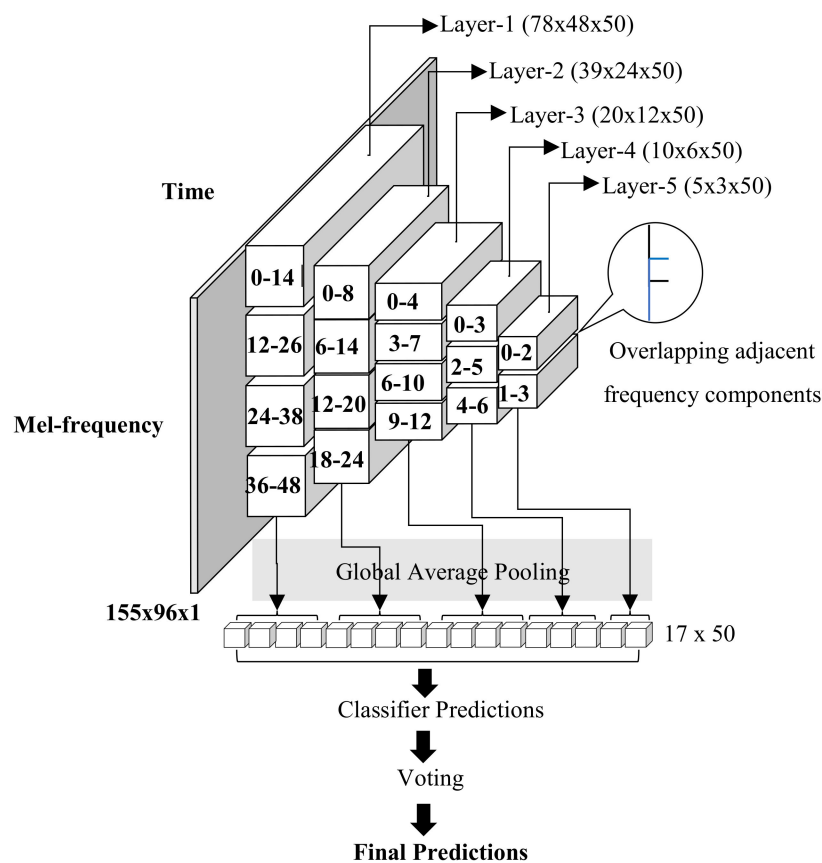 Layer-1 (78x48x50)
Layer-2 (39x24x50)
Layer-3 (20x12x50)
Layer-4 (10x6x50)
Layer-5 (5x3x50)
Time
0-14
12-26
24-38
36-48
0-8
6-14
12-20
18-24
0-4
3-7
6-10
9-12
0-3
2-5
4-6
0-2
1-3
Overlapping adjacent
frequency components
Mel-frequency
155x96x1
Global Average Pooling
17 x 50
Classifier Predictions
Voting
Final Predictions